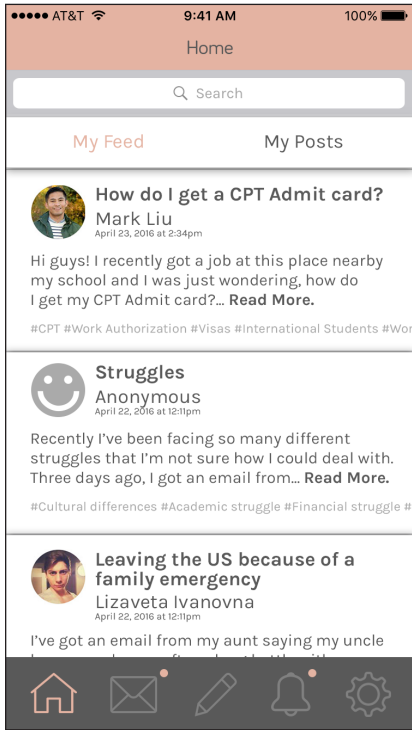 AT&T 9:41 AM 100%
Home
Search
My Feed My Posts
How do I get a CPT Admit card?
Mark Liu
April 23, 2016 at 2:34pm
Hi guys! I recently got a job at this place nearby
my school and I was just wondering, how do
I get my CPT Admit card?... Read More.
#CPT #Work Authorization #Visas #International Students #Wor
Struggles
Anonymous
April 22, 2016 at 12:11pm
Recently I've been facing so many different
struggles that I'm not sure how I could deal with.
Three days ago, I got an email from... Read More.
#Cultural differences #Academic struggle #Financial struggle #
Leaving the US because of a
family emergency
Lizaveta Ivanovna
April 22, 2016 at 12:11pm
I've got an email from my aunt saying my uncle